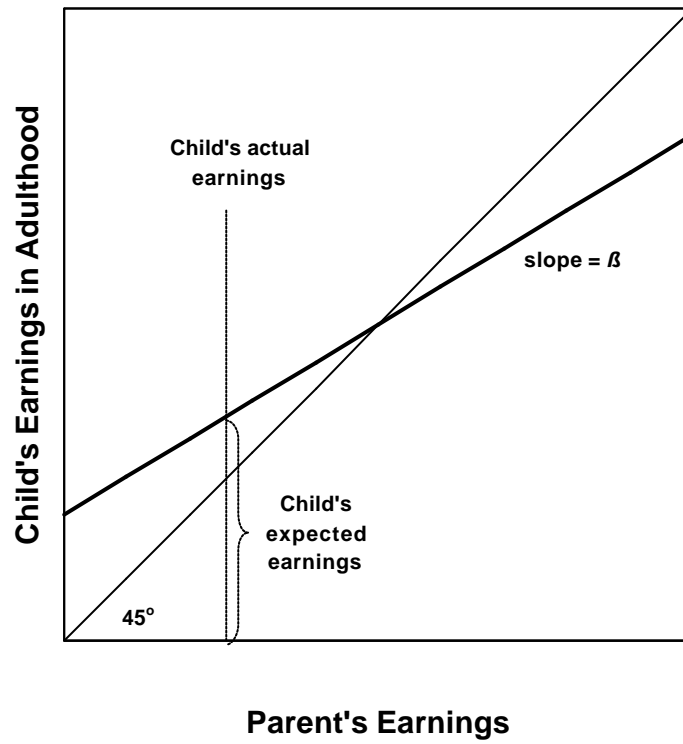 Child's Earnings in Adulthood
Child's actual
earnings
slope = ß
Child's
expected
earnings
45°
Parent's Earnings